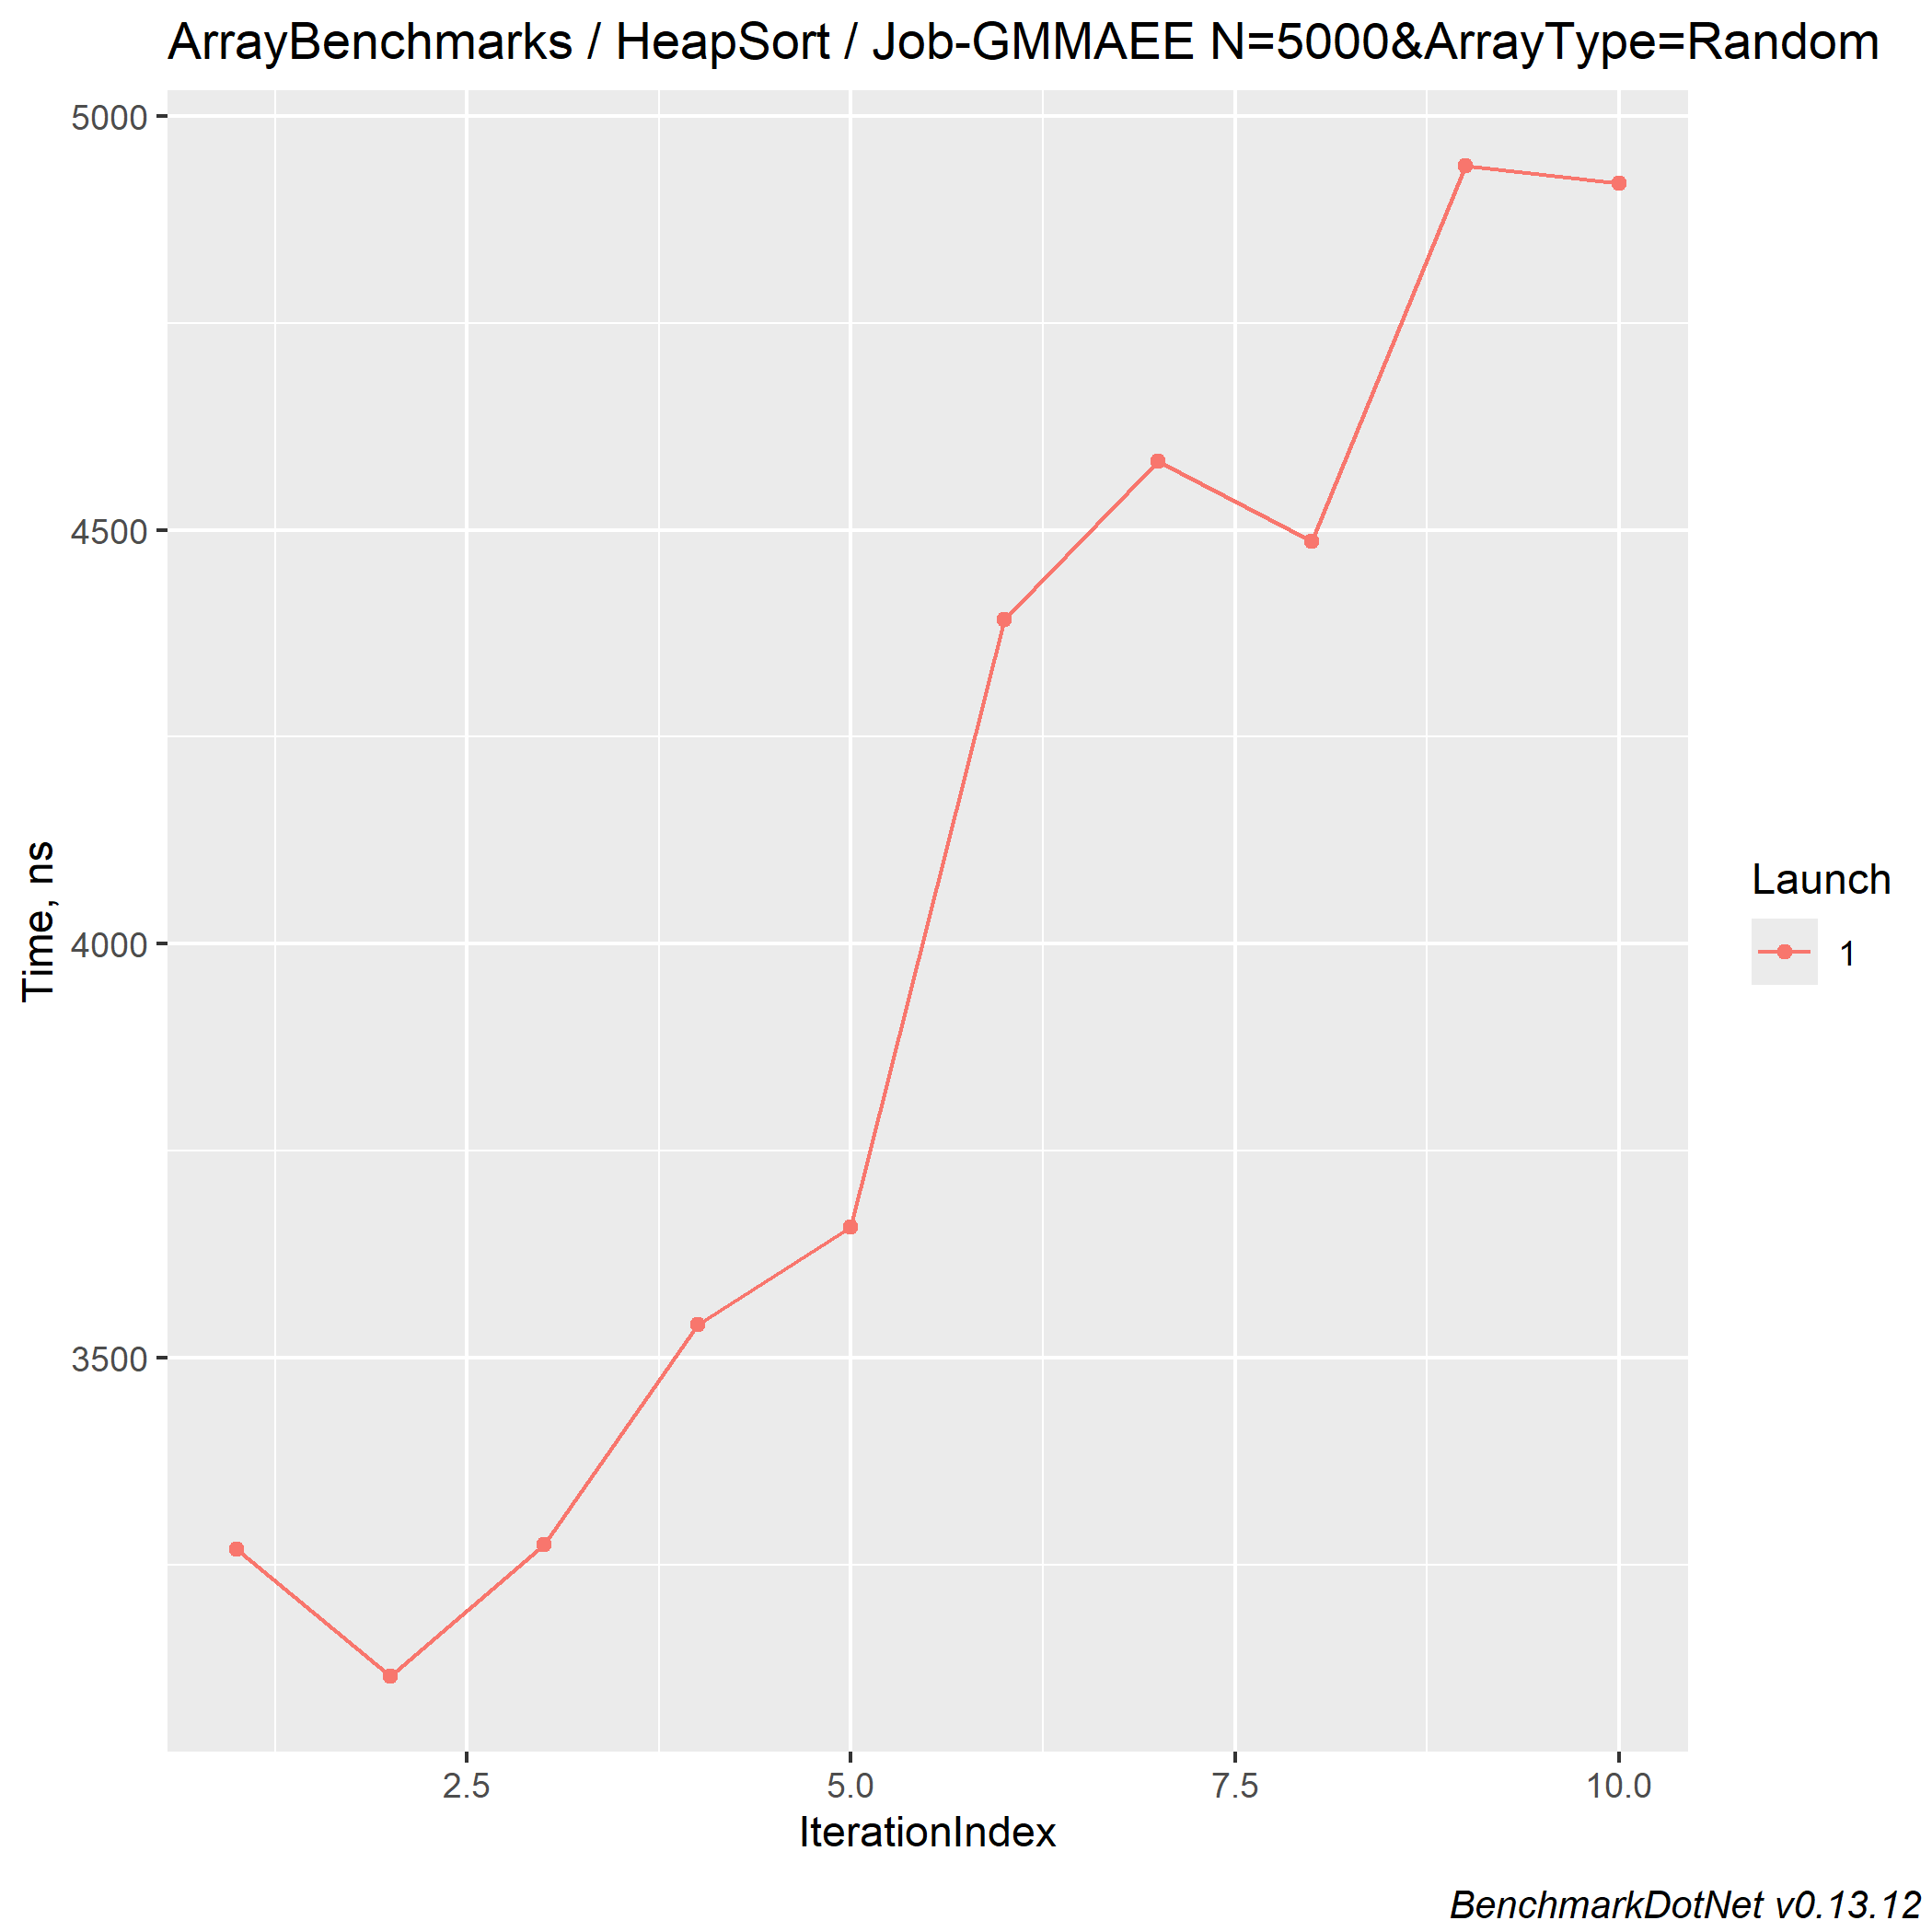 ArrayBenchmarks / HeapSort / Job-GMMAEE N=5000&ArrayType=Random
5000
4500
4000
3500
Time, ns
2.5 5.0 7.5 10.0
IterationIndex
Launch
1
BenchmarkDotNet v0.13.12